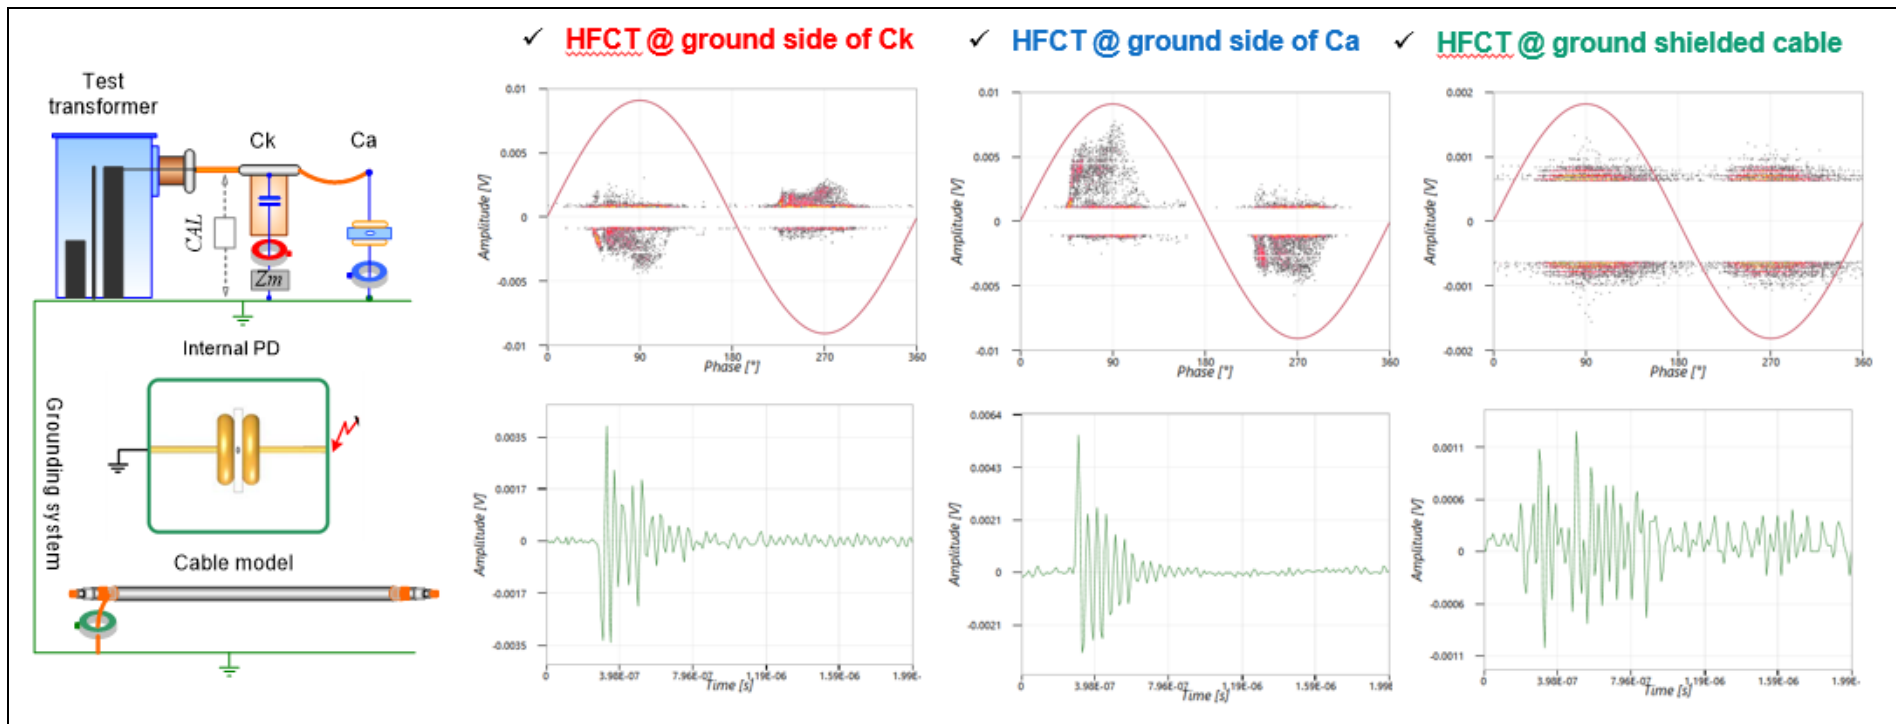 ✓ HFCT @ ground side of Ck
✓ HFCT @ ground side of Ca
✓ HFCT @ ground shielded cable
Test
transformer
Ck
Ca
CAL
Zm
Internal PD
Grounding system
Cable model
0.01
0.005
0
-0.005
-0.01
Amplitude [V]
0
90
180
270
360
Phase [°]
0.01
0.005
0
-0.005
-0.01
Amplitude [V]
0
90
180
270
360
Phase [°]
0.002
0.001
0
-0.001
-0.002
Amplitude [V]
0
90
180
270
360
Phase [°]
0.0035
0.0017
0
-0.0017
-0.0035
Amplitude [V]
0
3.98E-07
7.96E-07
1.19E-06
1.59E-06
1.99E-
Time [s]
0.0064
0.0043
0.0021
0
-0.0021
Amplitude [V]
0
3.98E-07
7.96E-07
1.19E-06
1.59E-06
1.99E
Time [s]
0.0011
0.0006
0
-0.0006
-0.0011
Amplitude [V]
0
3.98E-07
7.96E-07
1.19E-06
1.59E-06
1.99E-
Time [s]